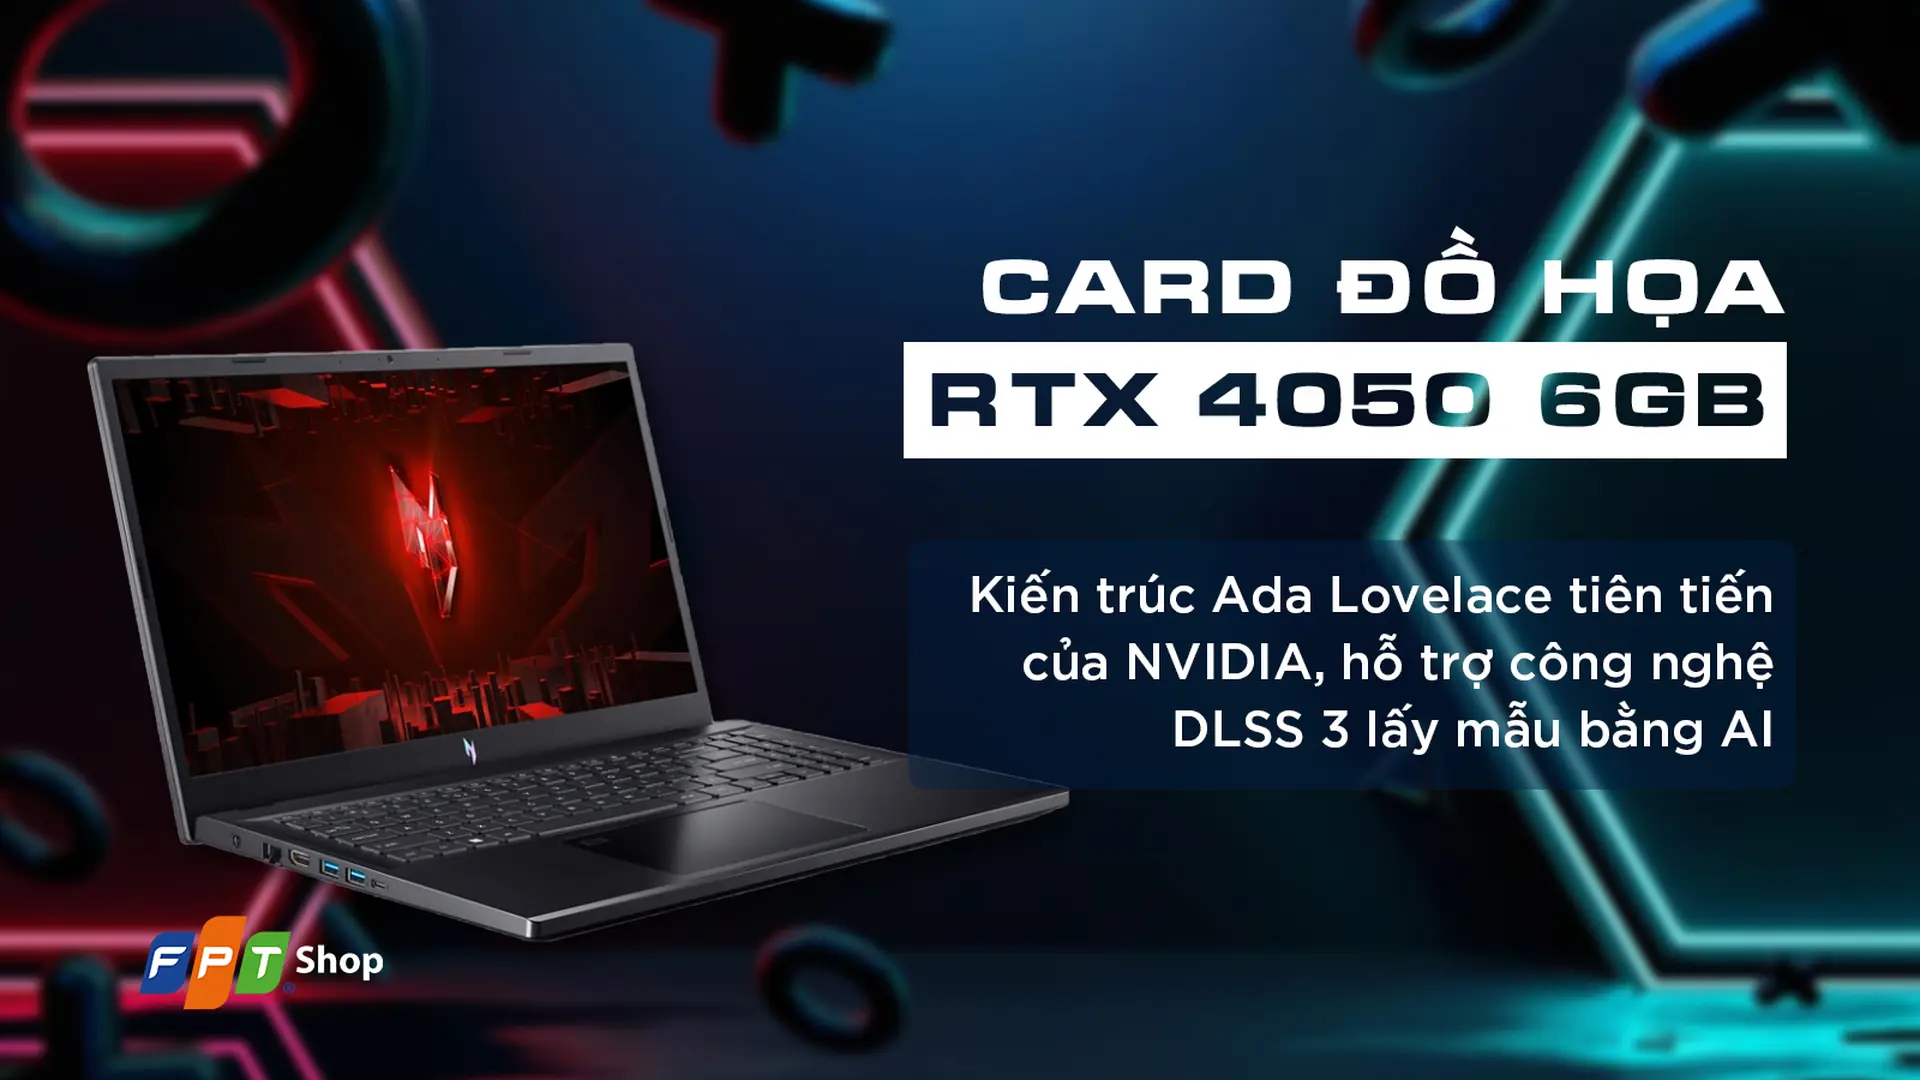 CARD ĐỒ HỌA
RTX 4050 6GB
Kiến trúc Ada Lovelace tiên tiến
của NVIDIA, hỗ trợ công nghệ
DLSS 3 lấy mẫu bằng AI
FPT Shop